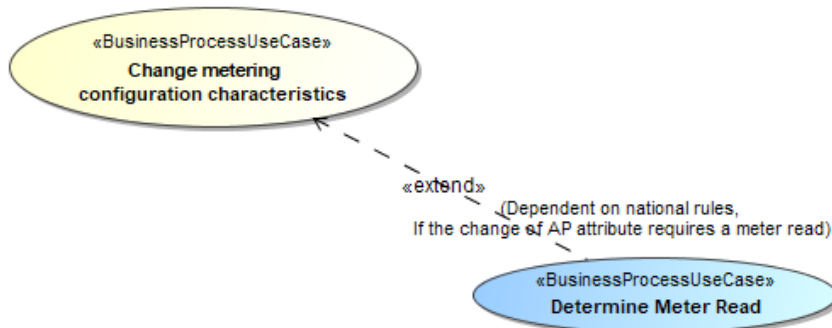 «BusinessProcessUseCase»
Change metering
configuration characteristics
«extend»
(Dependent on national rules,
If the change of AP attribute requires a meter read)
«BusinessProcessUseCase»
Determine Meter Read